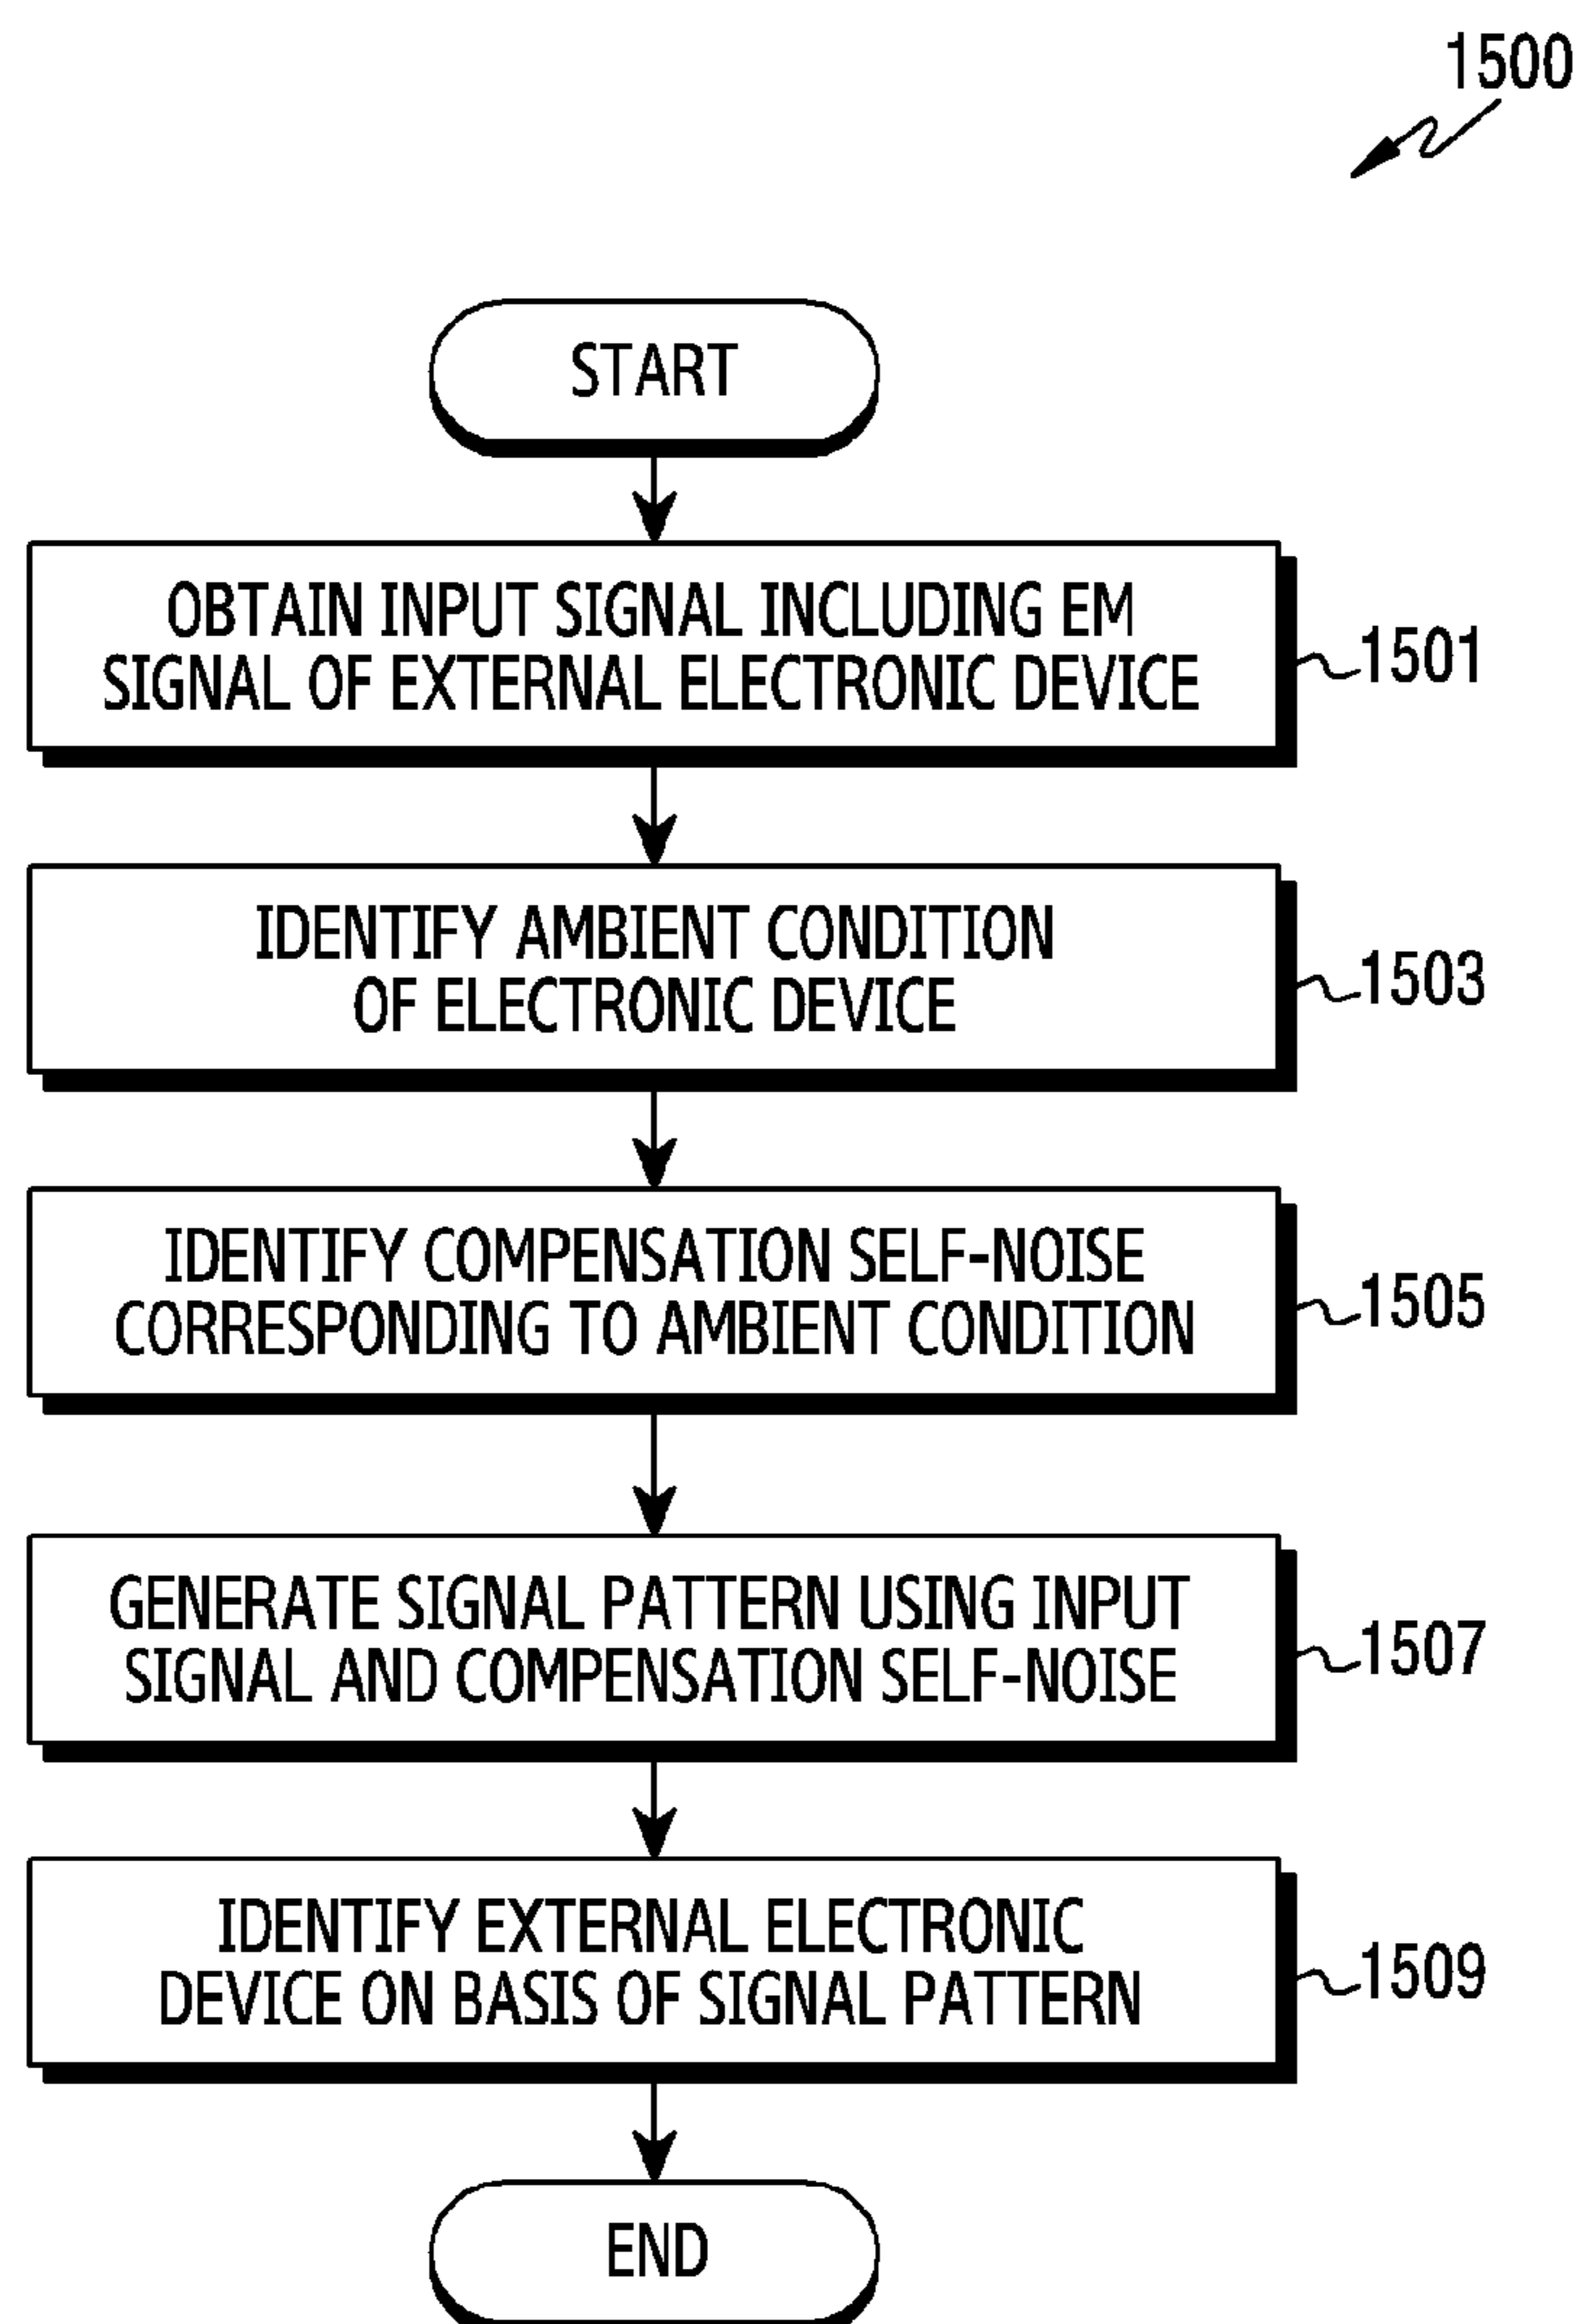 1500
START
OBTAIN INPUT SIGNAL INCLUDING EM
SIGNAL OF EXTERNAL ELECTRONIC DEVICE
1501
IDENTIFY AMBIENT CONDITION
OF ELECTRONIC DEVICE
1503
IDENTIFY COMPENSATION SELF-NOISE
CORRESPONDING TO AMBIENT CONDITION
1505
GENERATE SIGNAL PATTERN USING INPUT
SIGNAL AND COMPENSATION SELF-NOISE
1507
IDENTIFY EXTERNAL ELECTRONIC
DEVICE ON BASIS OF SIGNAL PATTERN
1509
END